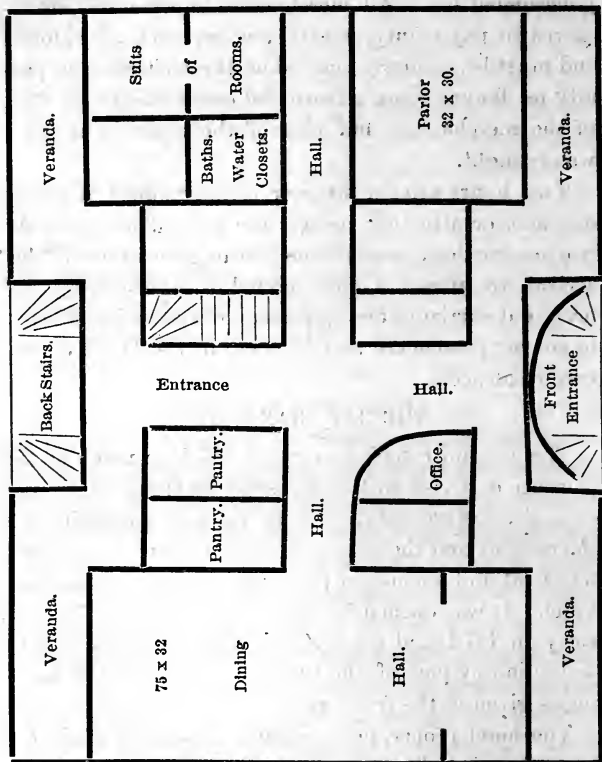 Veranda.
Suits
of
Rooms.
Baths.
Water
Closets.
Hall.
Parlor
32 x 30.
Veranda.
Back Stairs.
Entrance
Hall.
Front
Entrance
Pantry.
Pautry.
Hall.
Office.
Veranda.
75 x 32
Dining
Hall.
Veranda.